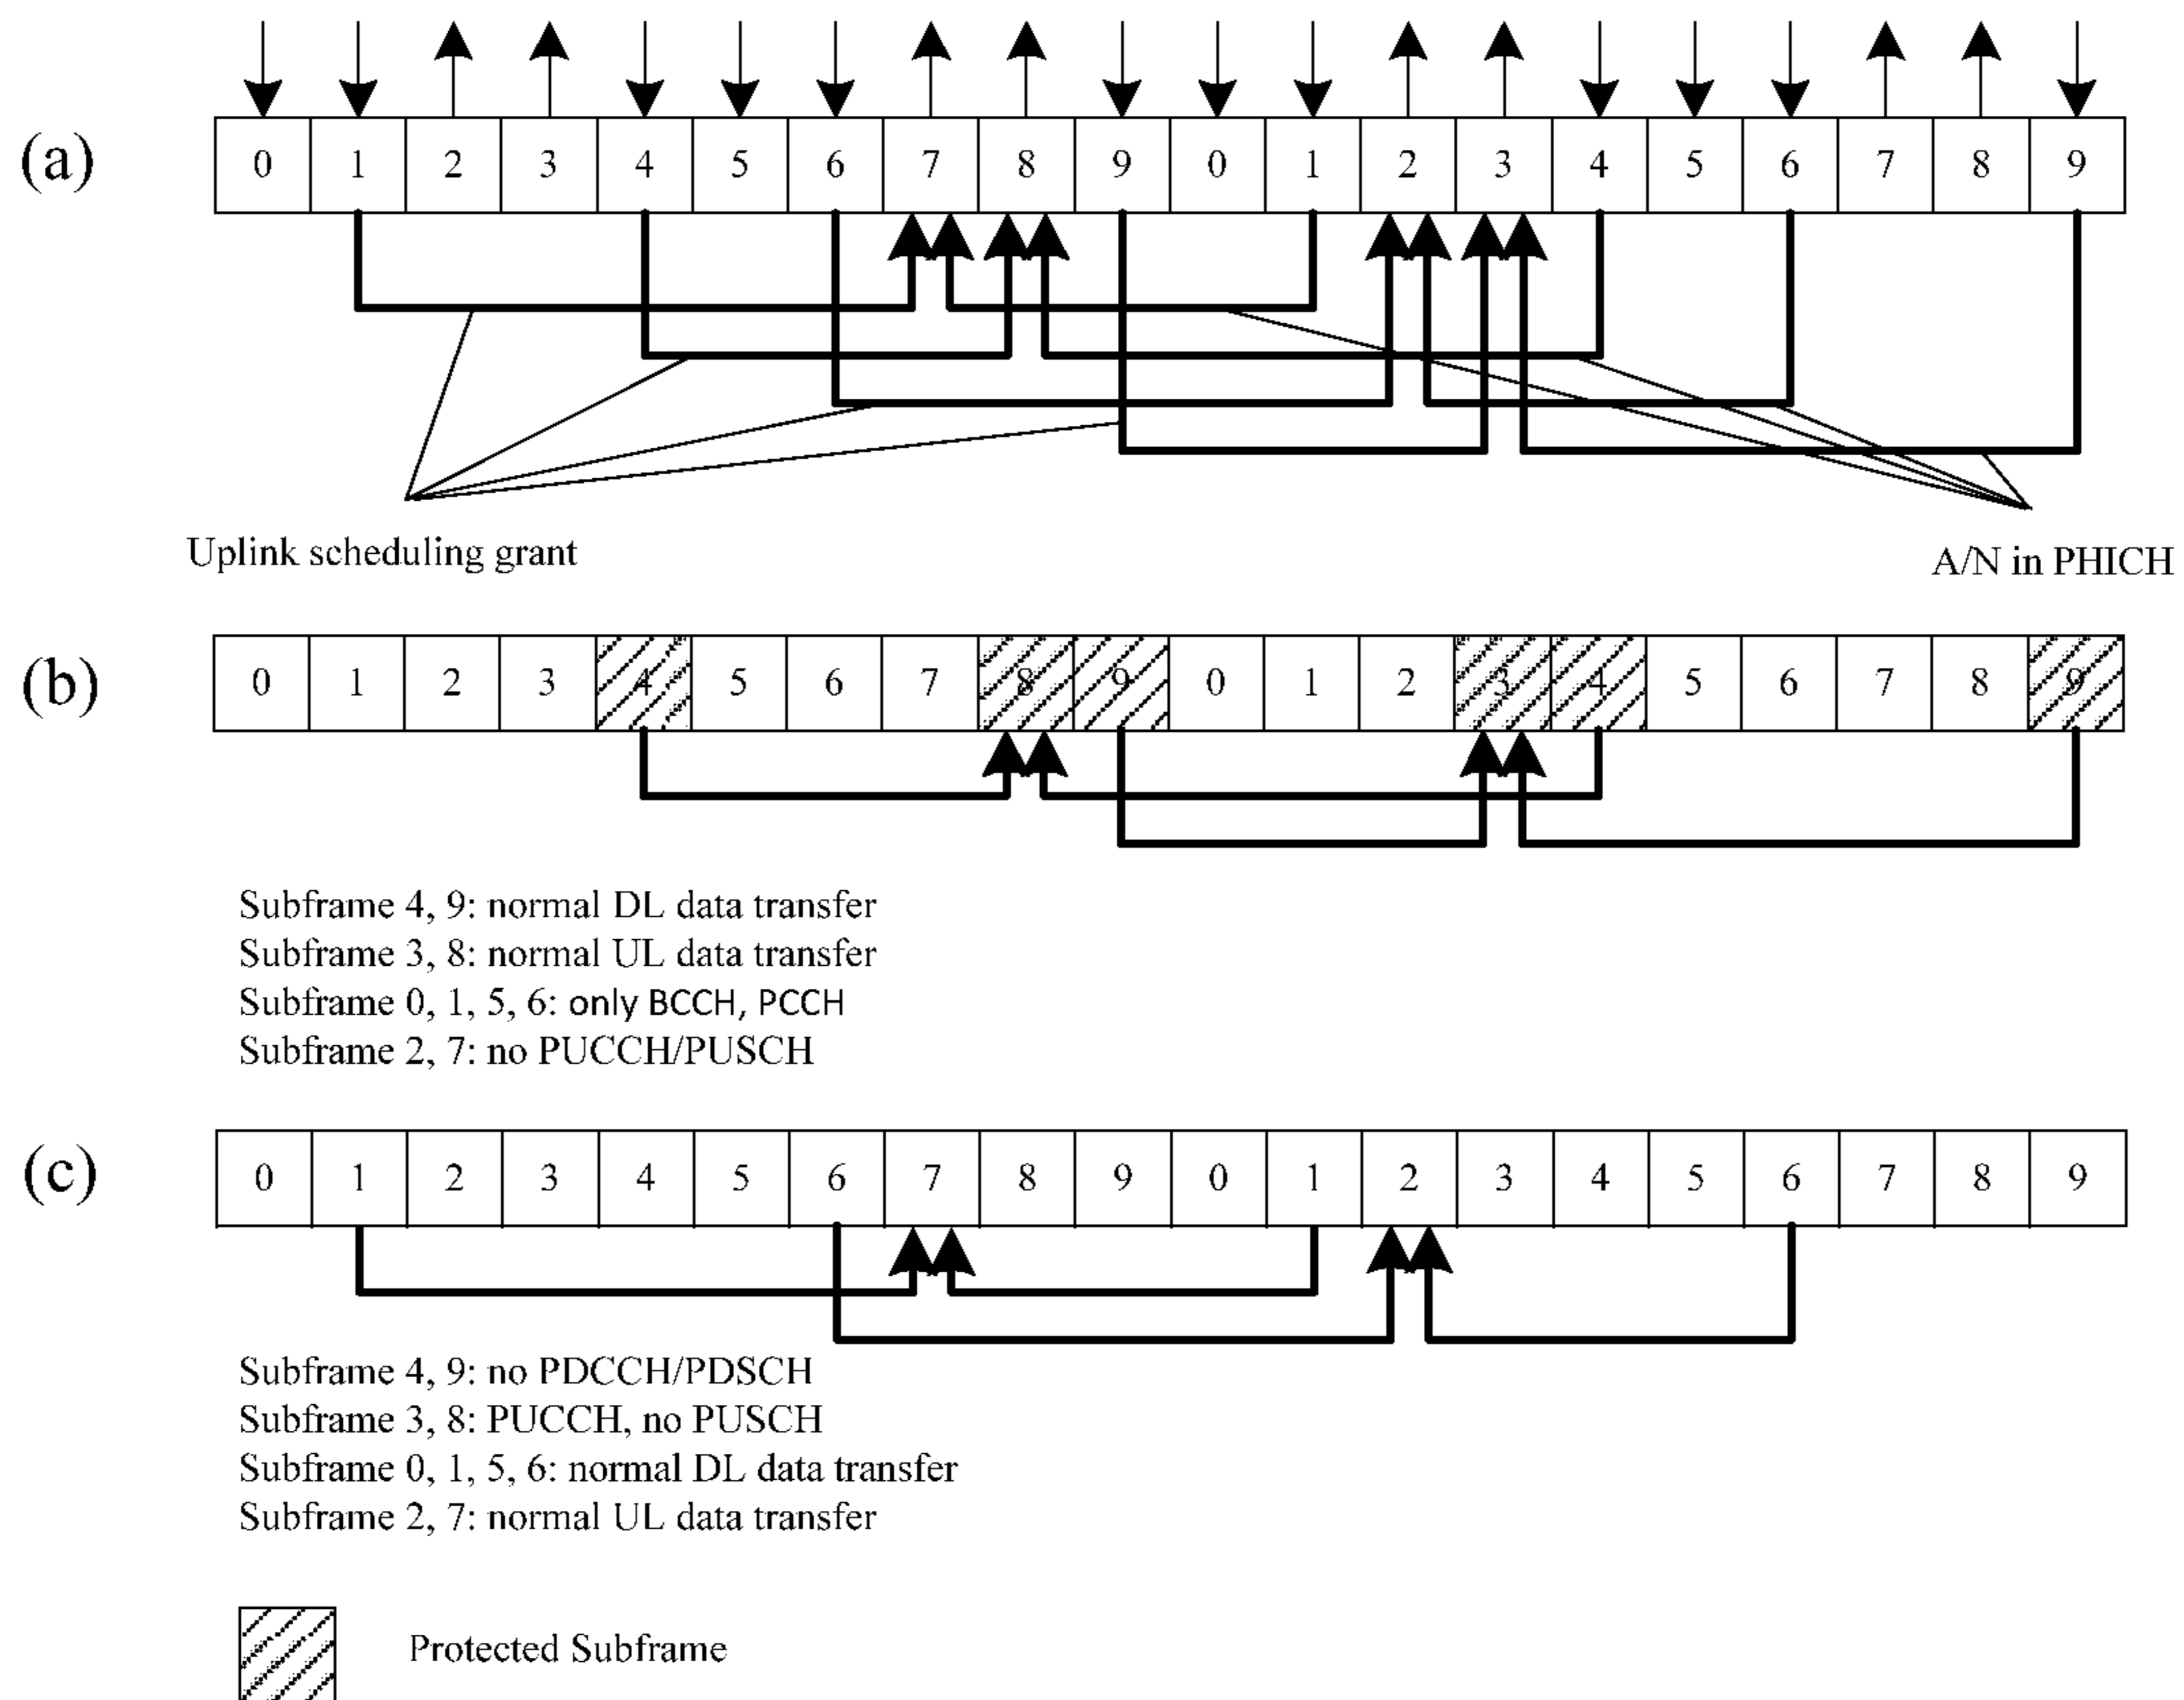 (a) 0 1 2 3 4 5 6 7 8 9 0 1 2 3 4 5 6 7 8 9
Uplink scheduling grant
A/N in PHICH
(b) 0 1 2 3 4 5 6 7 8 9 0 1 2 3 4 5 6 7 8 9
Subframe 4, 9: normal DL data transfer
Subframe 3, 8: normal UL data transfer
Subframe 0, 1, 5, 6: only BCCH, PCCH
Subframe 2, 7: no PUCCH/PUSCH
(c) 0 1 2 3 4 5 6 7 8 9 0 1 2 3 4 5 6 7 8 9
Subframe 4, 9: no PDCCH/PDSCH
Subframe 3, 8: PUCCH, no PUSCH
Subframe 0, 1, 5, 6: normal DL data transfer
Subframe 2, 7: normal UL data transfer
Protected Subframe